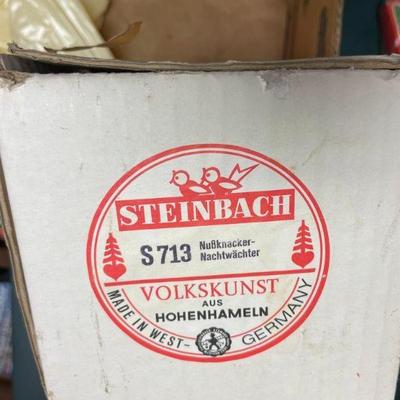 STEINBACH
S 713 Nußknacker-
Nachtwächter
VOLKSKUNST
AUS
HOHENHAMELN
MADE IN WEST-GERMANY